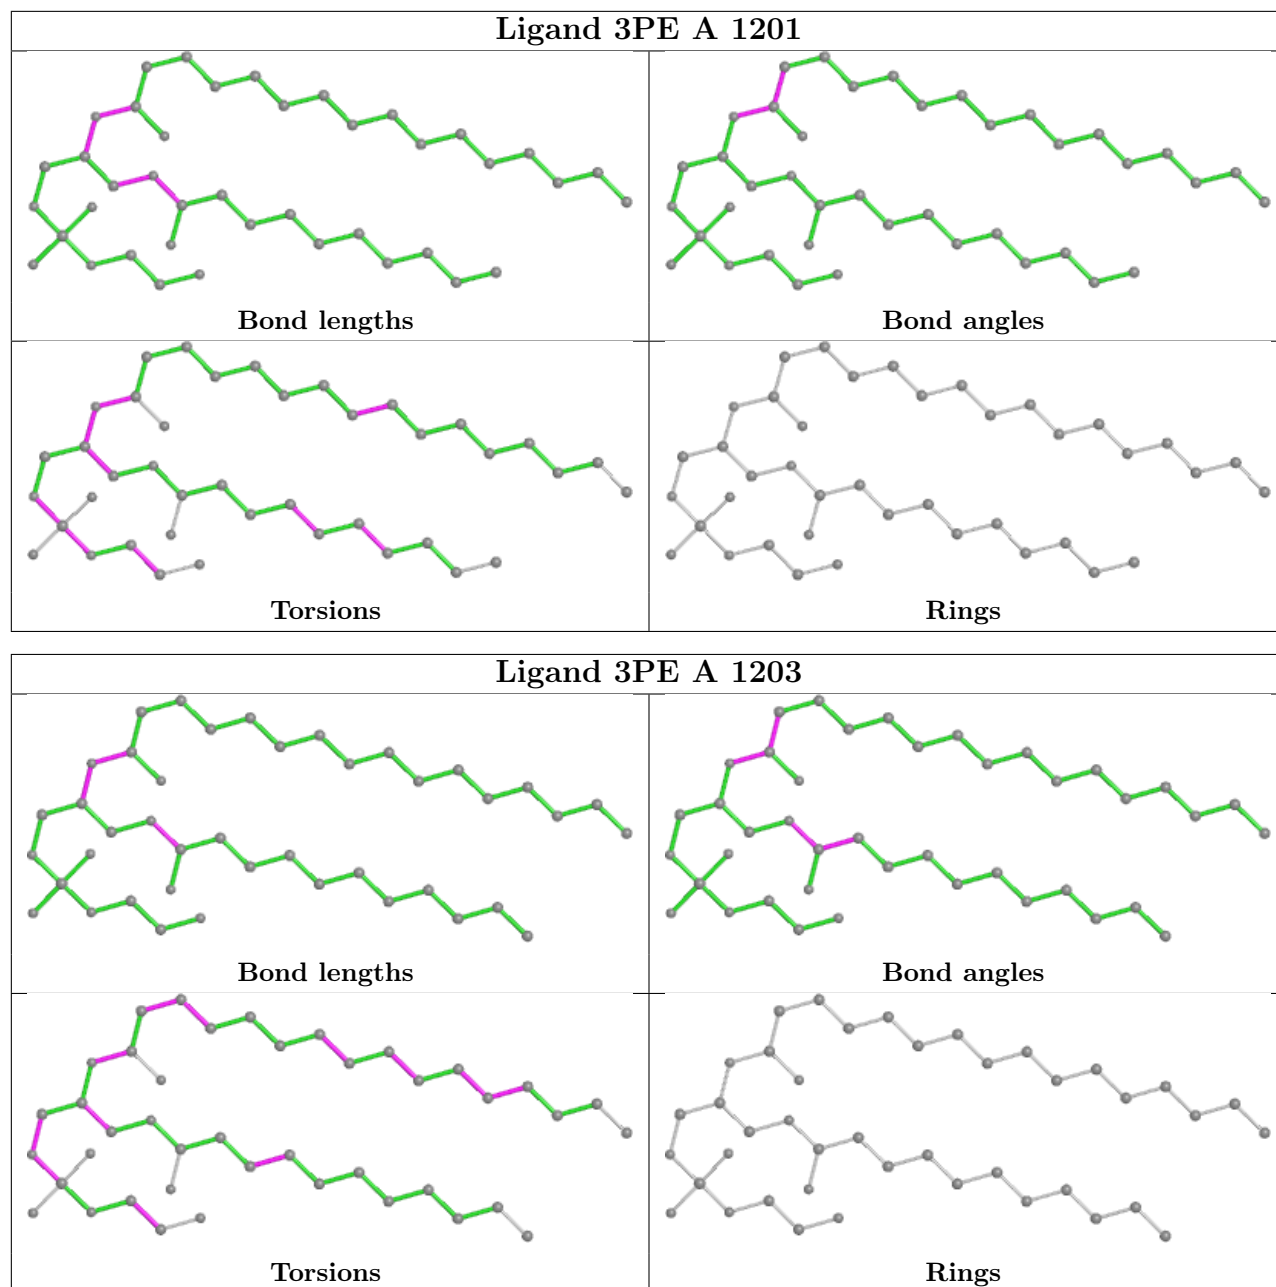 Ligand 3PE A 1201
Bond lengths
Bond angles
Torsions
Rings
Ligand 3PE A 1203
Bond lengths
Bond angles
Torsions
Rings